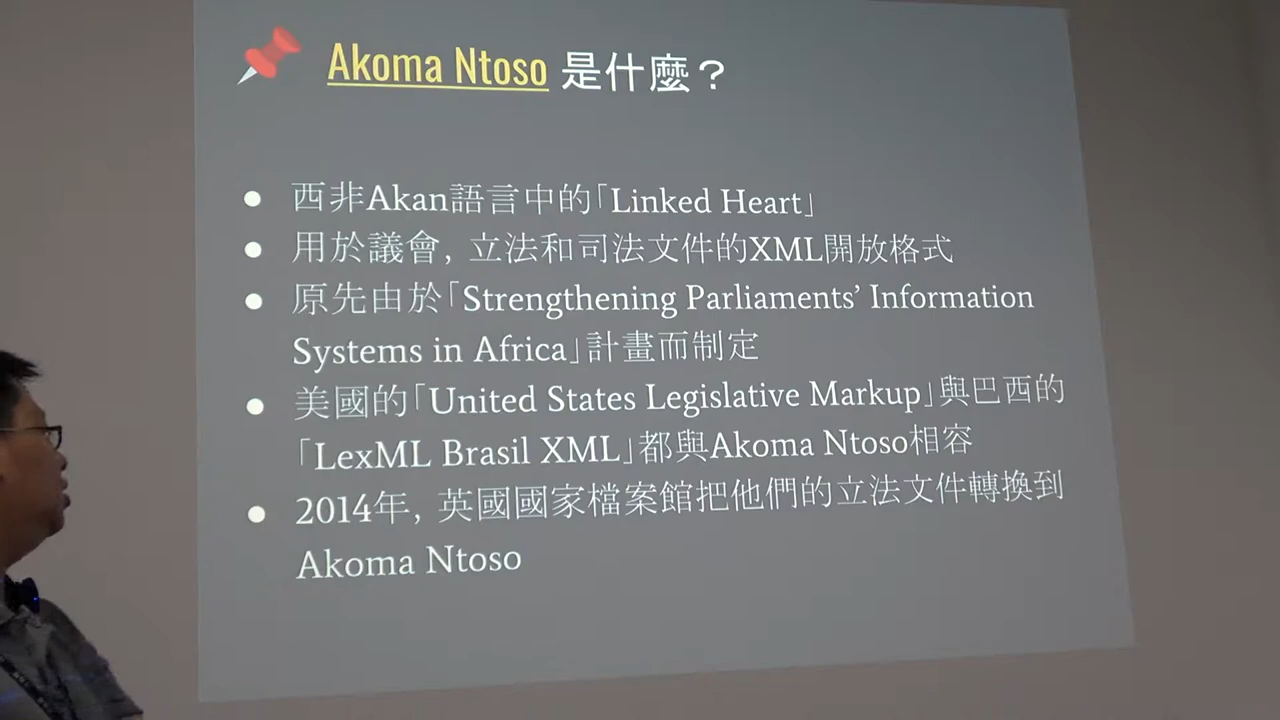 Akoma Ntoso 是什麼？
● 西非Akan語言中的「Linked Heart」
● 用於議會，立法和司法文件的XML開放格式
● 原先由於「Strengthening Parliaments’ Information
Systems in Africa」計畫而制定
● 美國的「United States Legislative Markup」與巴西的
「LexML Brasil XML」都與Akoma Ntoso相容
● 2014年，英國國家檔案館把他們的立法文件轉換到
Akoma Ntoso